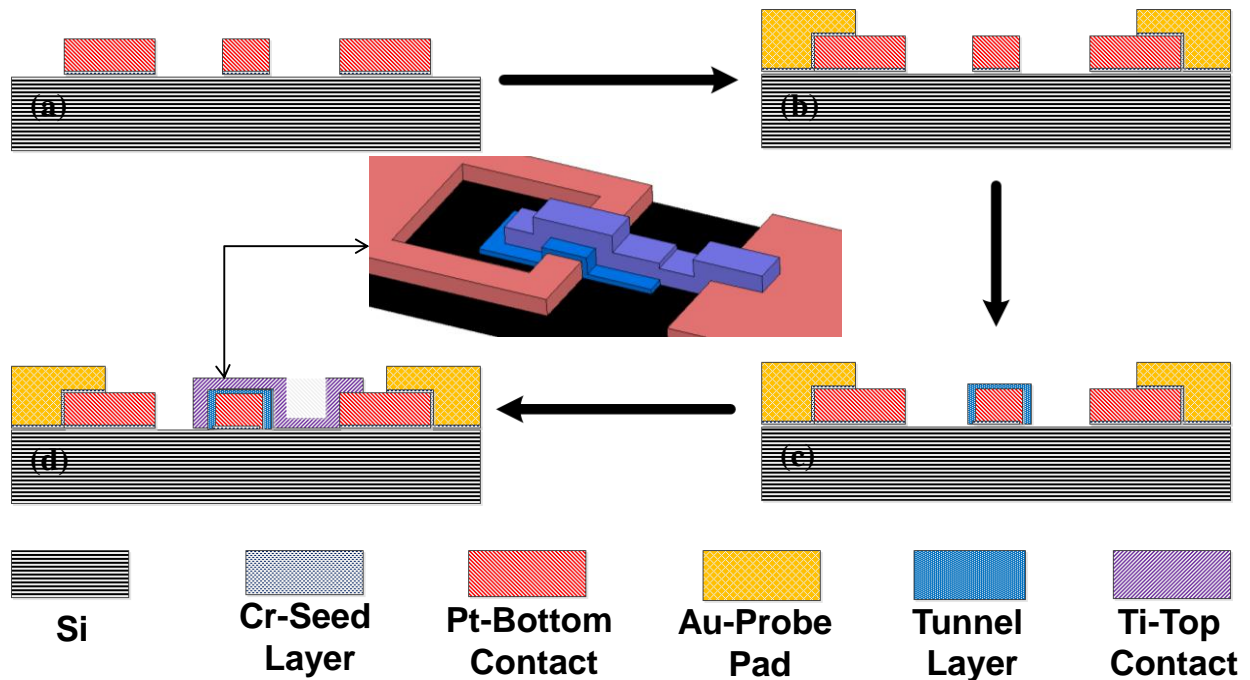 (a)
(b)
(d)
(c)
Si
Cr-Seed
Layer
Pt-Bottom
Contact
Au-Probe
Pad
Tunnel
Layer
Ti-Top
Contact